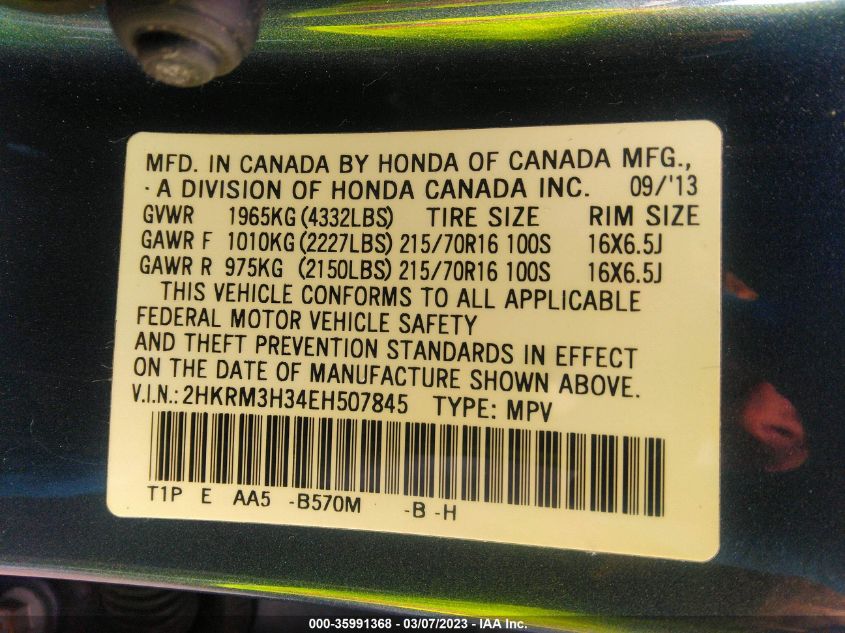 MFD. IN CANADA BY HONDA OF CANADA MFG.,
A DIVISION OF HONDA CANADA INC. 09/'13
GVWR 1965KG (4332LBS) TIRE SIZE RIM SIZE
GAWR F 1010KG (2227LBS) 215/70R16 100S 16X6.5J
GAWR R 975KG (2150LBS) 215/70R16 100S 16X6.5J
THIS VEHICLE CONFORMS TO ALL APPLICABLE
FEDERAL MOTOR VEHICLE SAFETY
AND THEFT PREVENTION STANDARDS IN EFFECT
ON THE DATE OF MANUFACTURE SHOWN ABOVE.
V.I.N.: 2HKRM3H34EH507845 TYPE: MPV
T1P E AA5 -B570M -B -H
000-35991368 - 03/07/2023 - IAA Inc.